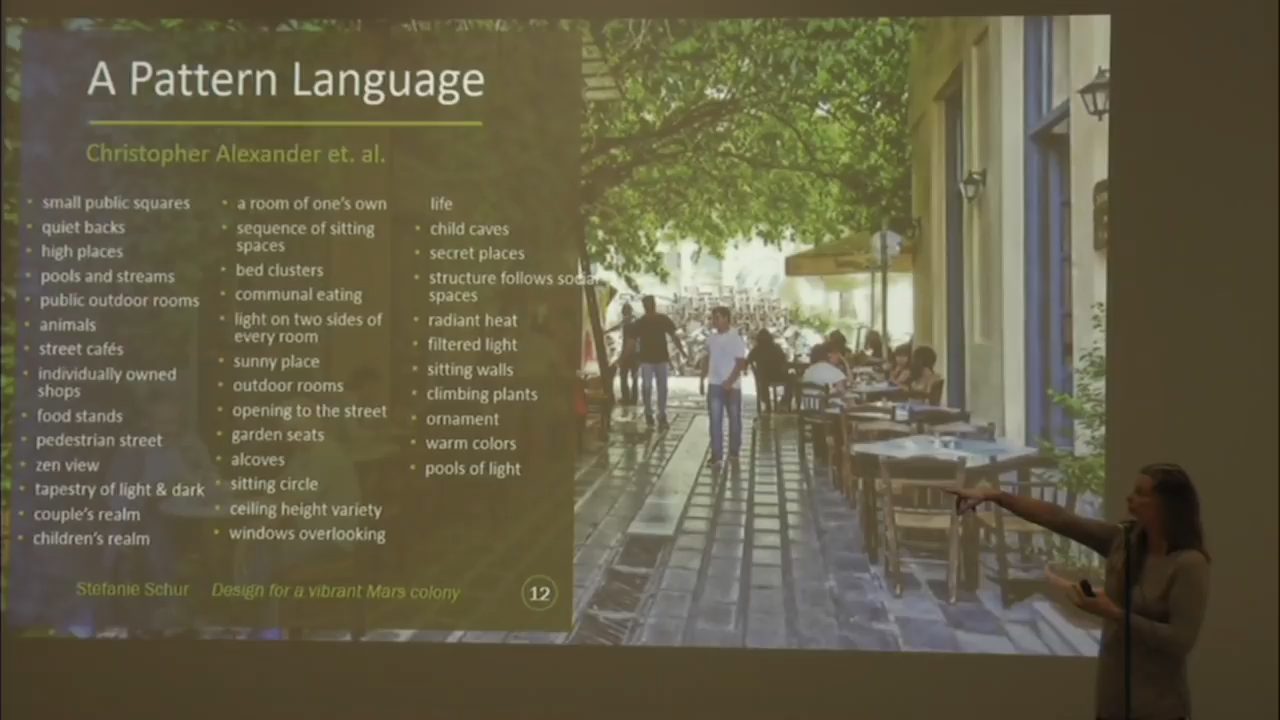 A Pattern Language
Christopher Alexander et. al.
• small public squares
• quiet backs
• high places
• pools and streams
• public outdoor rooms
• animals
• street cafés
• individually owned
shops
• food stands
• pedestrian street
• zen view
• tapestry of light & dark
• couple's realm
• children's realm
• a room of one's own
• sequence of sitting
spaces
• bed clusters
• communal eating
• light on two sides of
every room
• sunny place
• outdoor rooms
• opening to the street
• garden seats
• alcoves
• sitting circle
• ceiling height variety
• windows overlooking
life
• child caves
• secret places
• structure follows social
spaces
• radiant heat
• filtered light
• sitting walls
• climbing plants
• ornament
• warm colors
• pools of light
Stefanie Schur Design for a vibrant Mars colony 12